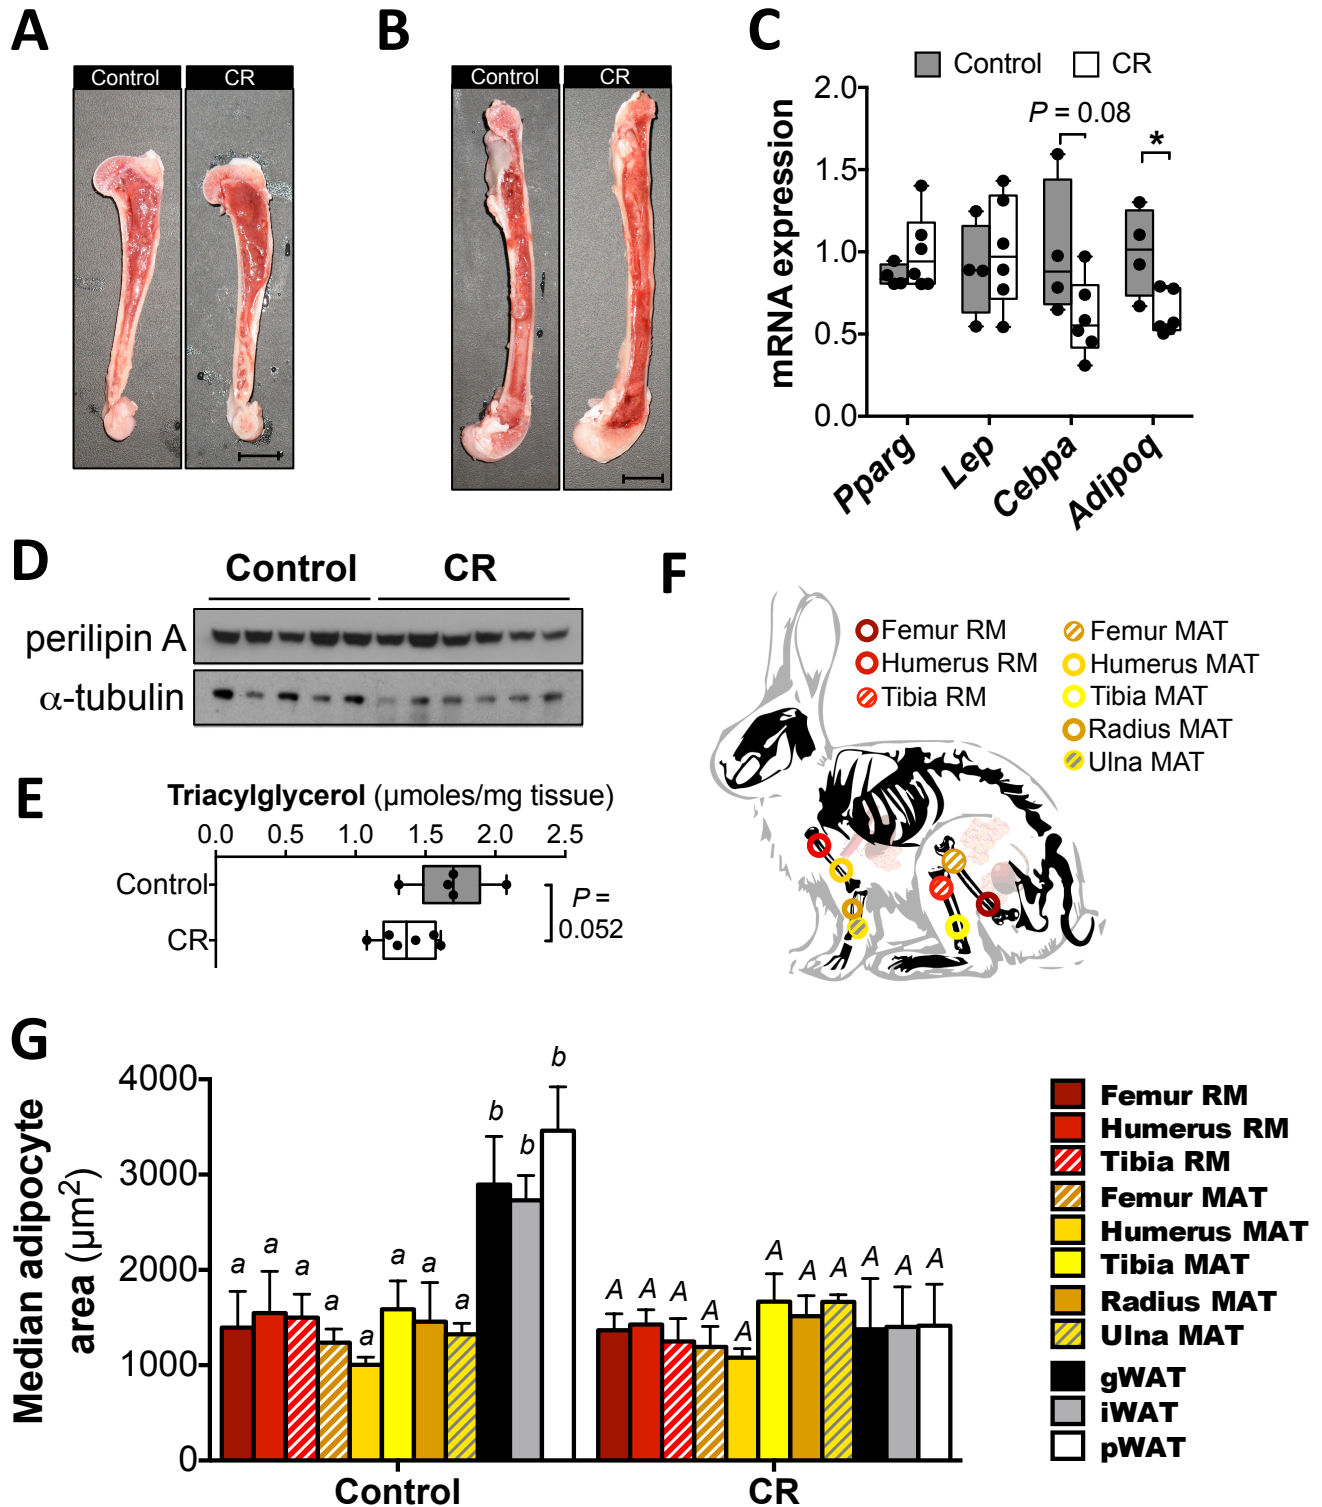 A
Control CR
B
Control CR
C
Control CR
mRNA expression
2.0
1.5
1.0
0.5
0.0
P = 0.08
*
Pparg Lep Cebpa Adipoq
D
Control CR
perilipin A
α-tubulin
E
Triacylglycerol (μmoles/mg tissue)
0.0 0.5 1.0 1.5 2.0 2.5
Control
CR
P =
0.052
F
Femur RM
Humerus RM
Tibia RM
Femur MAT
Humerus MAT
Tibia MAT
Radius MAT
Ulna MAT
G
Median adipocyte
area (μm²)
4000
3000
2000
1000
0
a a a a a a a a b b b
A A A A A A A A A A A
Control CR
Femur RM
Humerus RM
Tibia RM
Femur MAT
Humerus MAT
Tibia MAT
Radius MAT
Ulna MAT
gWAT
iWAT
pWAT